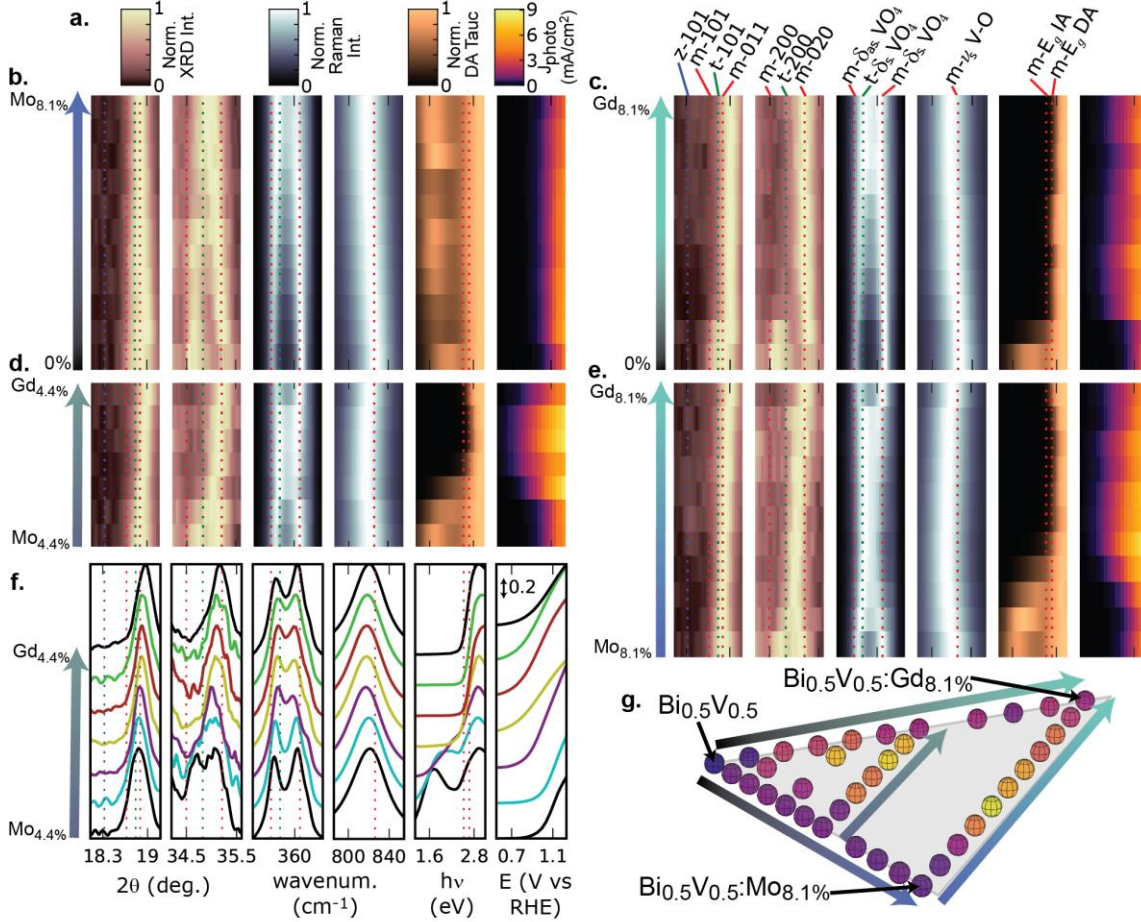 a.
1
0
Norm.
XRD Int.
1
0
Norm.
Raman
Int.
1
0
Norm.
DA Tauc
9
6
3
0
Jphoto
(mA/cm²)
z-101
m-101
t-101
m-011
m-200
t-200
m-020
m-δas. VO₄
t-δs. VO₄
m-δs. VO₄
m-νs V-O
m-Eg IA
m-Eg DA
b.
Mo8.1%
0%
c.
Gd8.1%
0%
d.
Gd4.4%
Mo4.4%
e.
Gd8.1%
Mo8.1%
f.
Gd4.4%
Mo4.4%
0.2
18.3 19
34.5 35.5
360
800 840
1.6 2.8
0.7 1.1
2θ (deg.)
wavenum.
(cm⁻¹)
hν
(eV)
E (V vs
RHE)
g.
Bi0.5V0.5:Gd8.1%
Bi0.5V0.5
Bi0.5V0.5:Mo8.1%